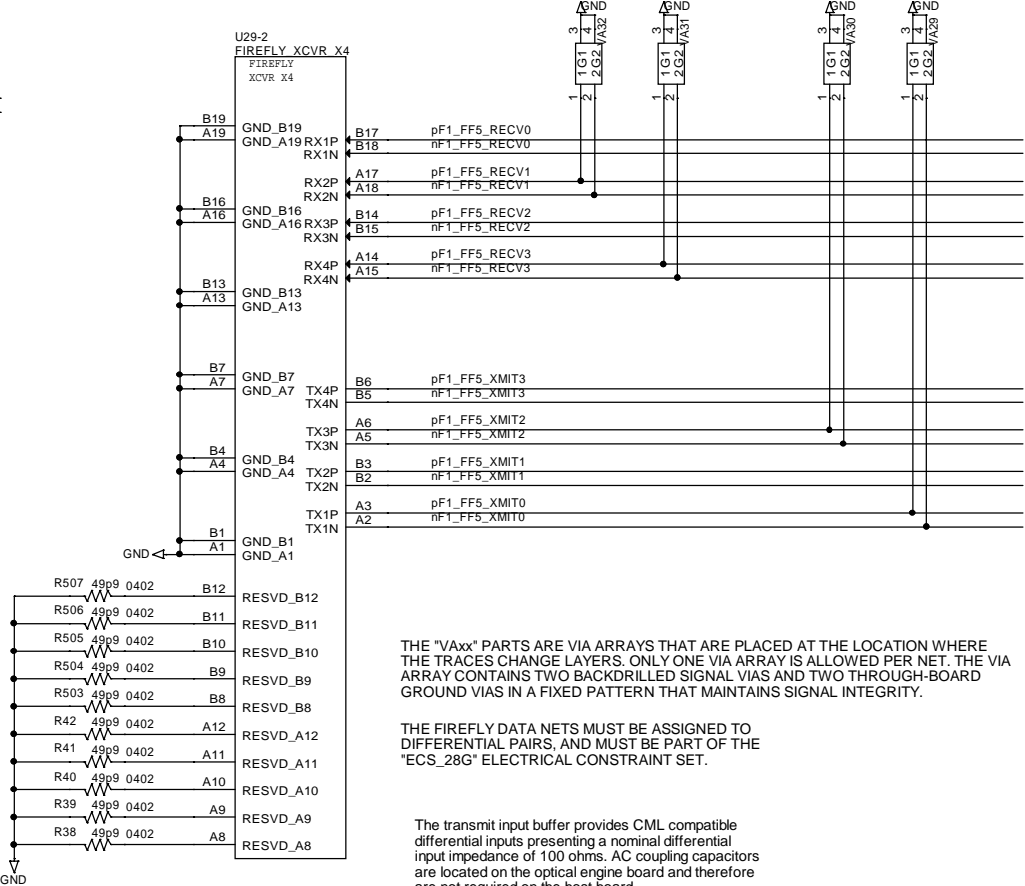 GND GND GND GND
3 4 VA32 3 4 VA31 3 4 VA30 3 4 VA29
1G1 2G2 1G1 2G2 1G1 2G2 1G1 2G2
1 2 1 2 1 2 1 2
U29-2
FIREFLY_XCVR_X4
FIREFLY
XCVR X4
B19 GND_B19
A19 GND_A19 RX1P B17 pF1_FF5_RECV0
RX1N B18 nF1_FF5_RECV0
RX2P A17 pF1_FF5_RECV1
RX2N A18 nF1_FF5_RECV1
B16 GND_B16
A16 GND_A16 RX3P B14 pF1_FF5_RECV2
RX3N B15 nF1_FF5_RECV2
RX4P A14 pF1_FF5_RECV3
RX4N A15 nF1_FF5_RECV3
B13 GND_B13
A13 GND_A13
B7 GND_B7
A7 GND_A7 TX4P B6 pF1_FF5_XMIT3
TX4N B5 nF1_FF5_XMIT3
TX3P A6 pF1_FF5_XMIT2
TX3N A5 nF1_FF5_XMIT2
B4 GND_B4
A4 GND_A4 TX2P B3 pF1_FF5_XMIT1
TX2N B2 nF1_FF5_XMIT1
TX1P A3 pF1_FF5_XMIT0
TX1N A2 nF1_FF5_XMIT0
B1 GND_B1
GND A1 GND_A1
R507 49p9 0402 B12 RESVD_B12
R506 49p9 0402 B11 RESVD_B11
R505 49p9 0402 B10 RESVD_B10
R504 49p9 0402 B9 RESVD_B9
R503 49p9 0402 B8 RESVD_B8
R42 49p9 0402 A12 RESVD_A12
R41 49p9 0402 A11 RESVD_A11
R40 49p9 0402 A10 RESVD_A10
R39 49p9 0402 A9 RESVD_A9
R38 49p9 0402 A8 RESVD_A8
GND
THE "VAxx" PARTS ARE VIA ARRAYS THAT ARE PLACED AT THE LOCATION WHERE
THE TRACES CHANGE LAYERS. ONLY ONE VIA ARRAY IS ALLOWED PER NET. THE VIA
ARRAY CONTAINS TWO BACKDRILLED SIGNAL VIAS AND TWO THROUGH-BOARD
GROUND VIAS IN A FIXED PATTERN THAT MAINTAINS SIGNAL INTEGRITY.
THE FIREFLY DATA NETS MUST BE ASSIGNED TO
DIFFERENTIAL PAIRS, AND MUST BE PART OF THE
"ECS_28G" ELECTRICAL CONSTRAINT SET.
The transmit input buffer provides CML compatible
differential inputs presenting a nominal differential
input impedance of 100 ohms. AC coupling capacitors
are located on the optical engine board and therefore
are not required on the host board